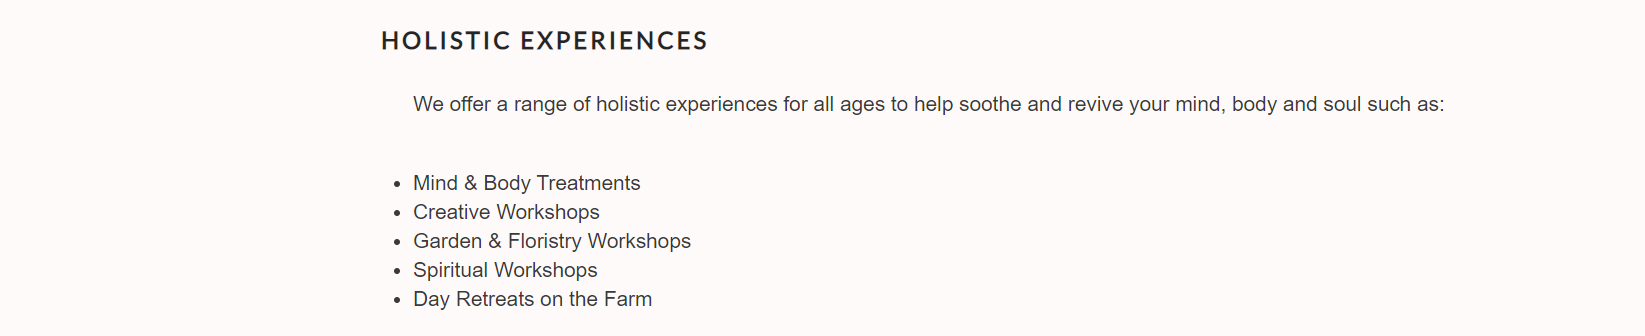 HOLISTIC EXPERIENCES
We offer a range of holistic experiences for all ages to help soothe and revive your mind, body and soul such as:
• Mind & Body Treatments
• Creative Workshops
• Garden & Floristry Workshops
• Spiritual Workshops
• Day Retreats on the Farm